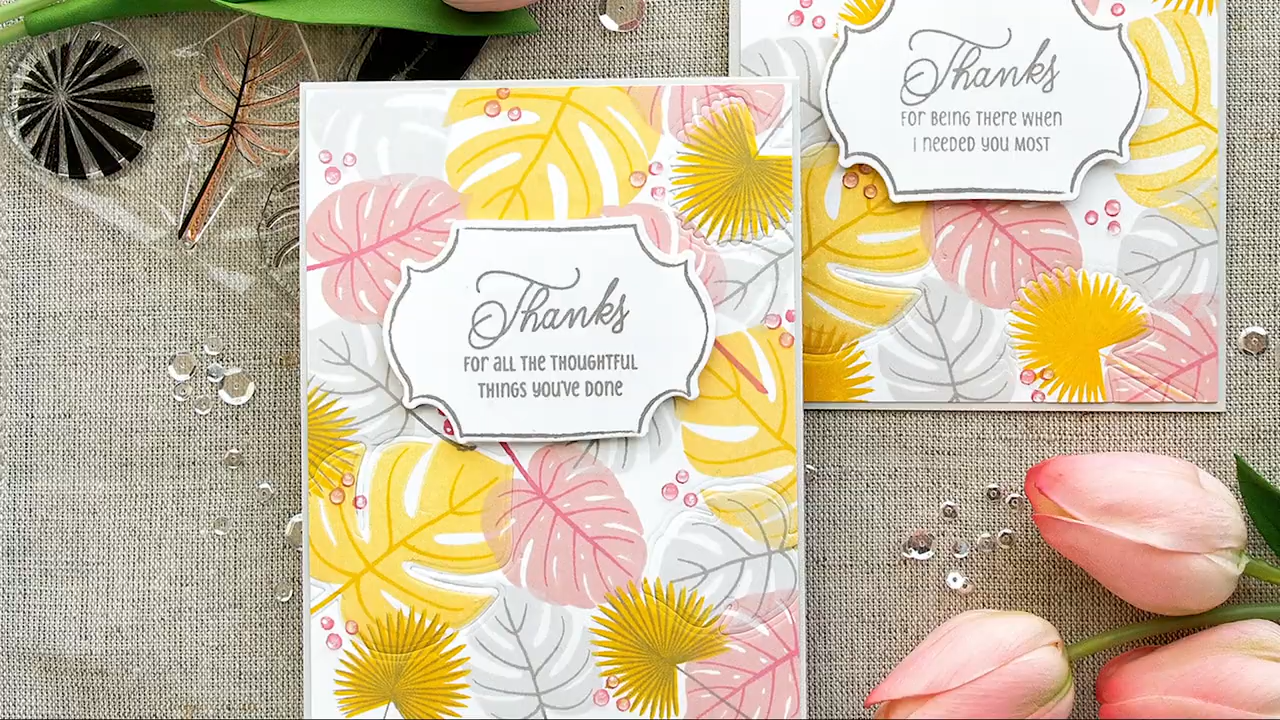 Thanks
FOR ALL THE THOUGHTFUL
THINGS YOU'VE DONE
Thanks
FOR BEING THERE WHEN
I NEEDED YOU MOST